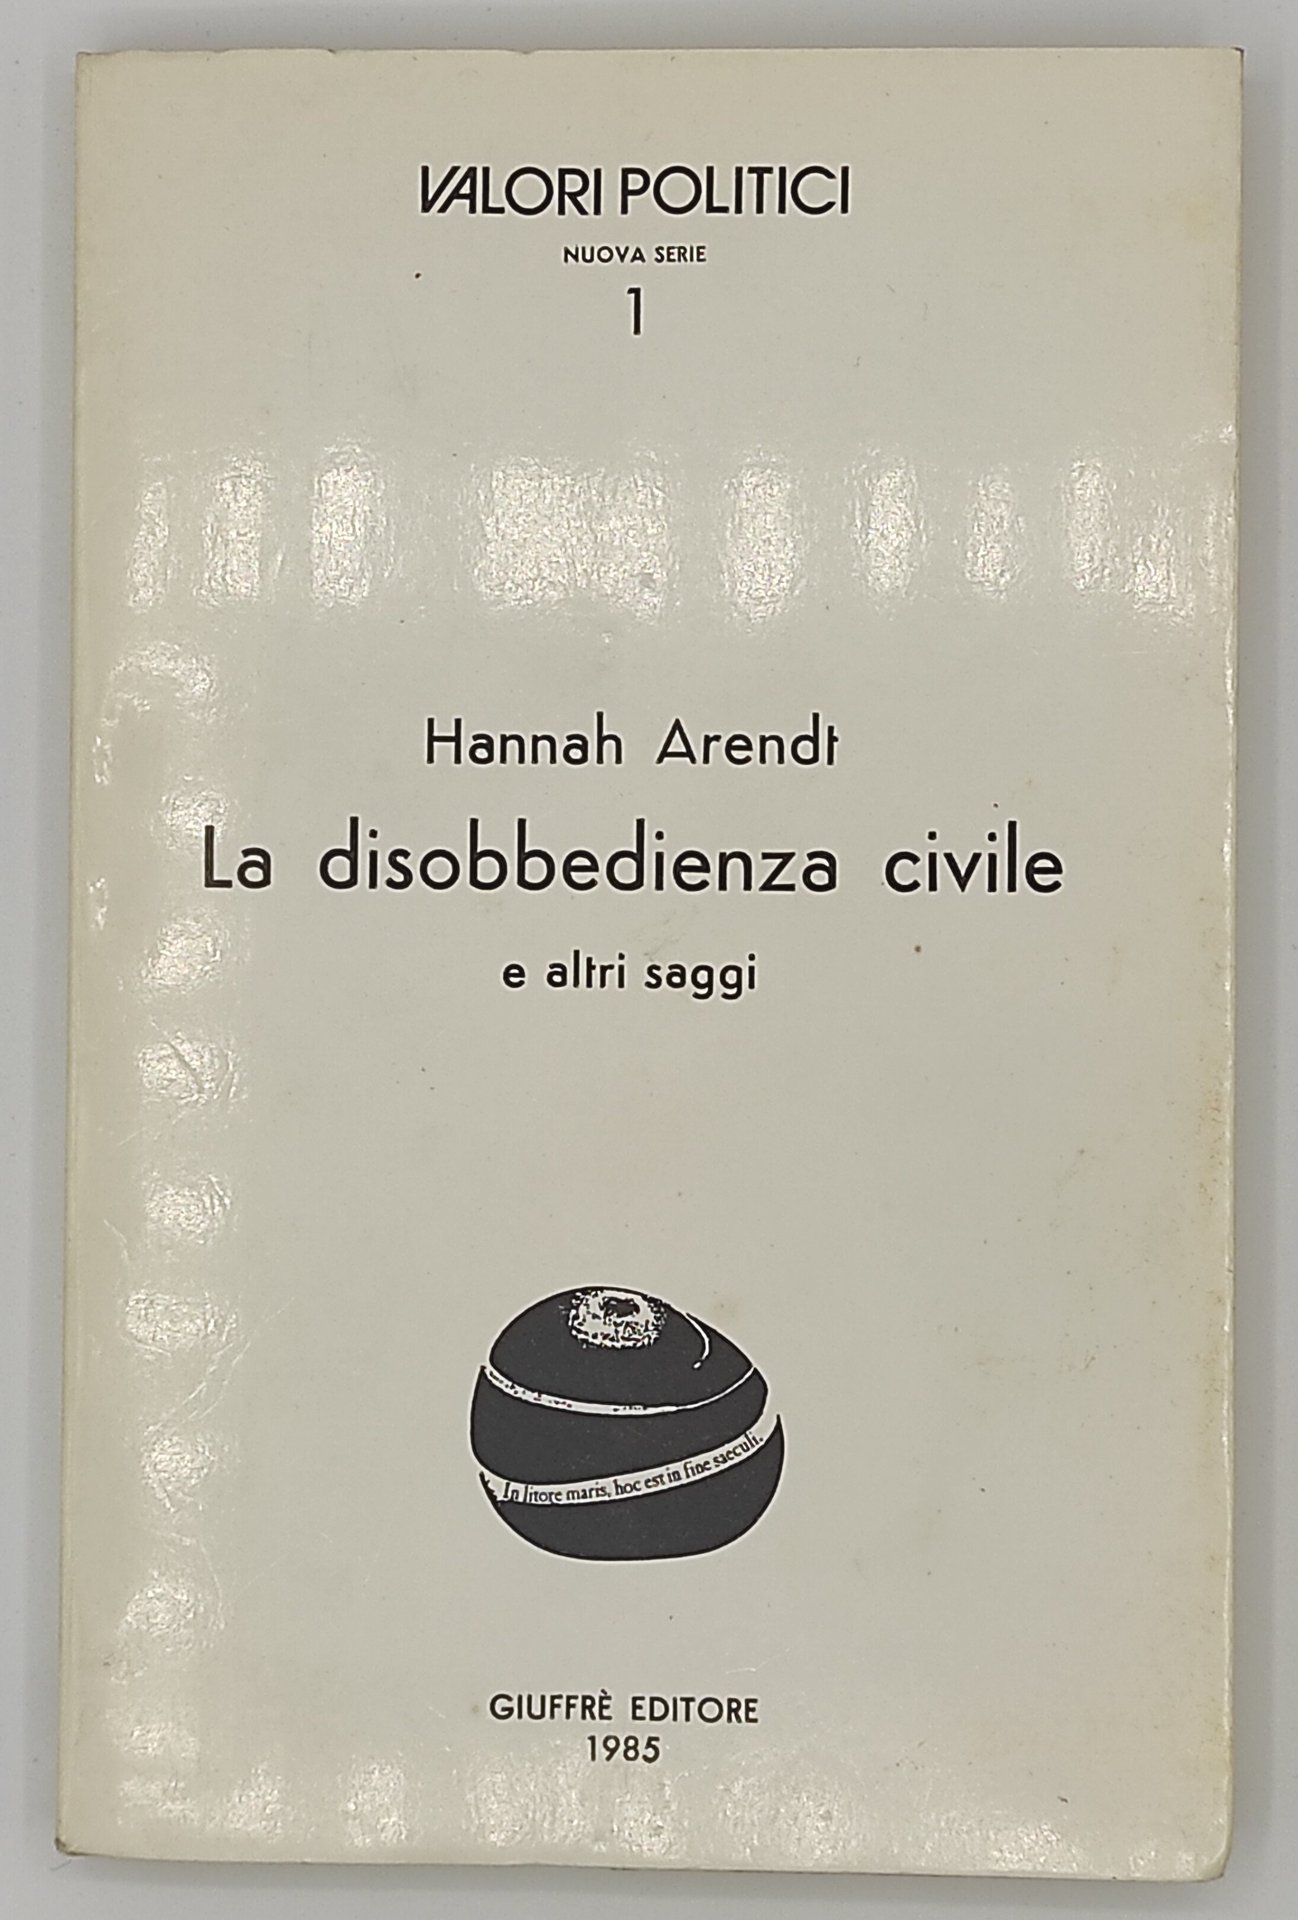 VALORI POLITICI
NUOVA SERIE
1
Hannah Arendt
La disobbedienza civile
e altri saggi
In litore maris, hoc est in fine saeculi.
GIUFFRÈ EDITORE
1985